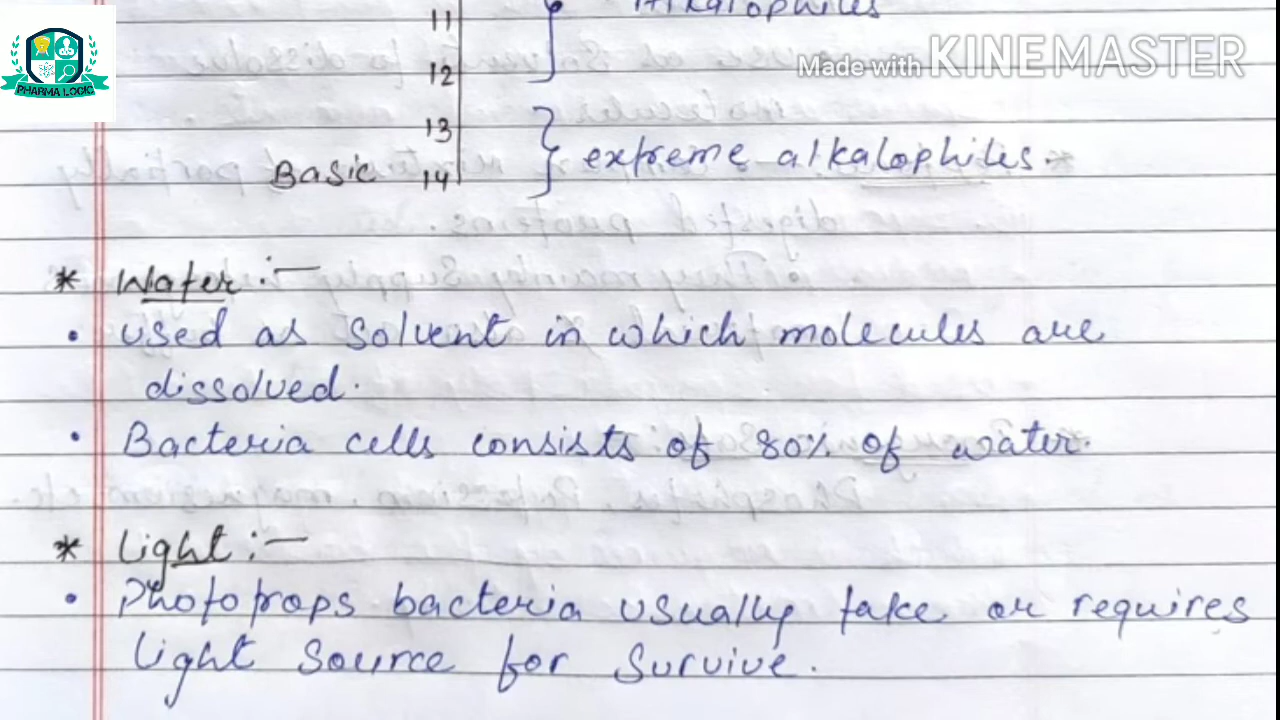 11
Alkalophiles
12
Made with KINEMASTER
PHARMA LOGIC
13
extreme alkalophiles.
Basic 14
* Water :-
• used as solvent in which molecules are
dissolved.
• Bacteria cells consists of 80% of water.
* Light :-
• Photoprops bacteria usually take or requires
light source for survive.